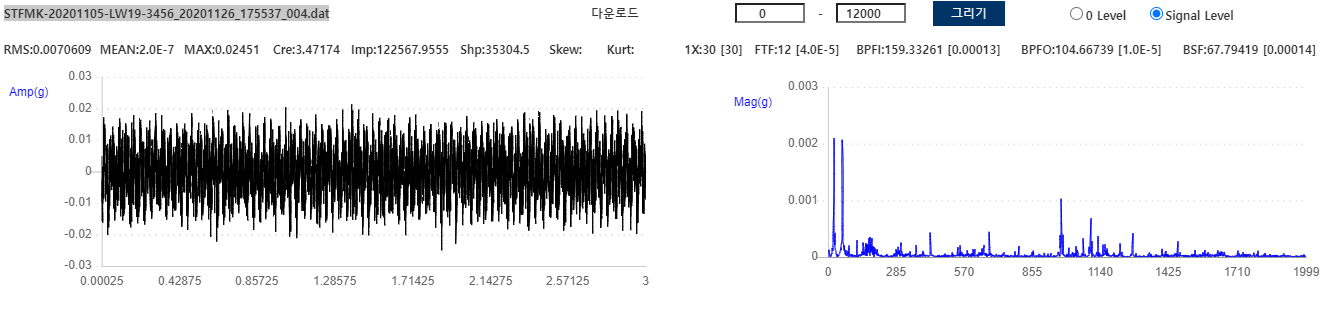 STFMK-20201105-LW19-3456_20201126_175537_004.dat 다운로드 0 - 12000 그리기 0 Level Signal Level
RMS:0.0070609 MEAN:2.0E-7 MAX:0.02451 Cre:3.47174 Imp:122567.9555 Shp:35304.5 Skew: Kurt: 1X:30 [30] FTF:12 [4.0E-5] BPFI:159.33261 [0.00013] BPFO:104.66739 [1.0E-5] BSF:67.79419 [0.00014]
Amp(g)
0.03
0.02
0.01
0
-0.01
-0.02
-0.03
0.00025 0.42875 0.85725 1.28575 1.71425 2.14275 2.57125 3
Mag(g)
0.003
0.002
0.001
0
0 285 570 855 1140 1425 1710 1999